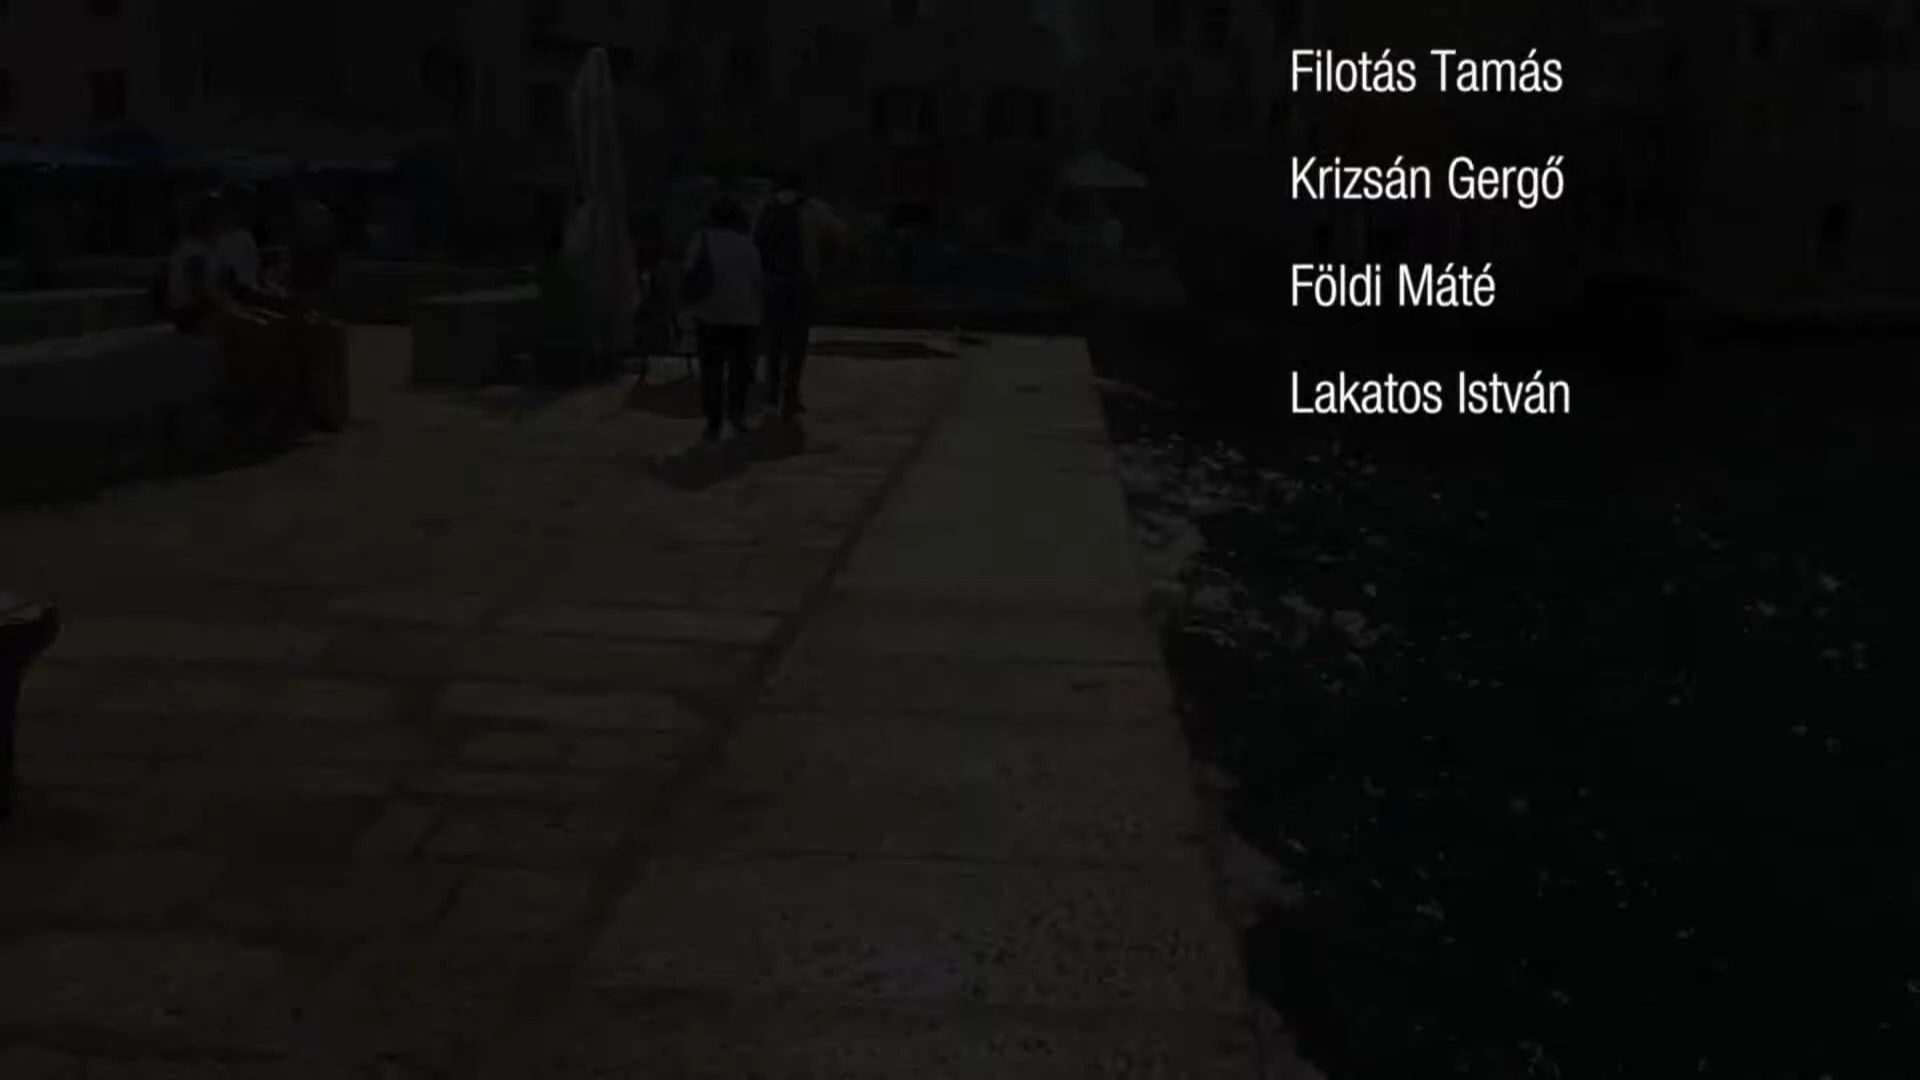 Filotás Tamás
Krizsán Gergő
Földi Máté
Lakatos István